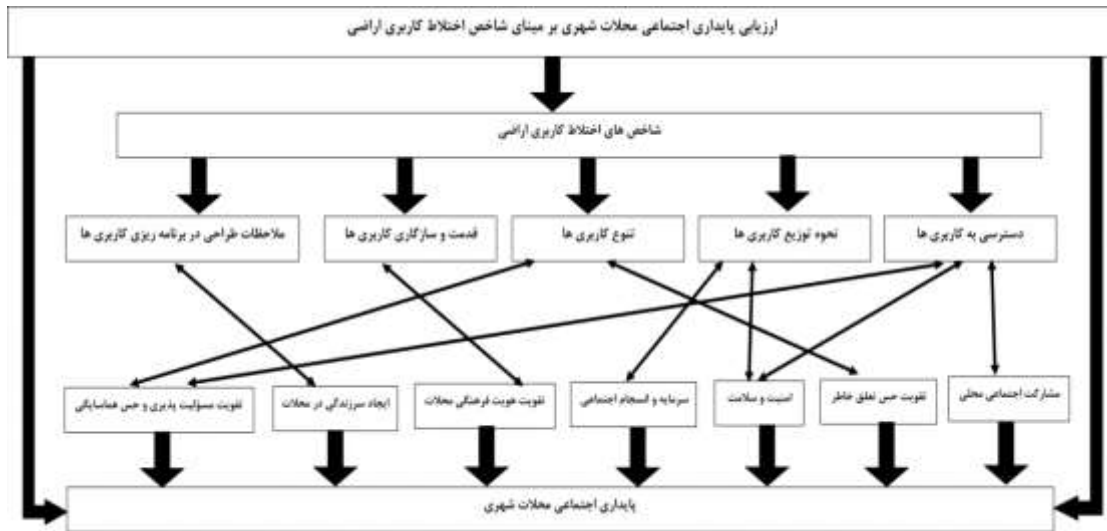 ارزیابی پایداری اجتماعی محلات شهری بر مبنای شاخص اختلاط کاربری اراضی
شاخص های اختلاط کاربری اراضی
دسترسی به کاربری ها
نحوه توزیع کاربری ها
تنوع کاربری ها
قدمت و سازگاری کاربری ها
ملاحظات طراحی در برنامه ریزی کاربری ها
مشارکت اجتماعی محلی
تقویت حس تعلق خاطر
امنیت و سلامت
سرمایه و انسجام اجتماعی
تقویت هویت فرهنگی محلات
ایجاد سرزندگی در محلات
تقویت مسؤلیت پذیری و حس همسایگی
پایداری اجتماعی محلات شهری